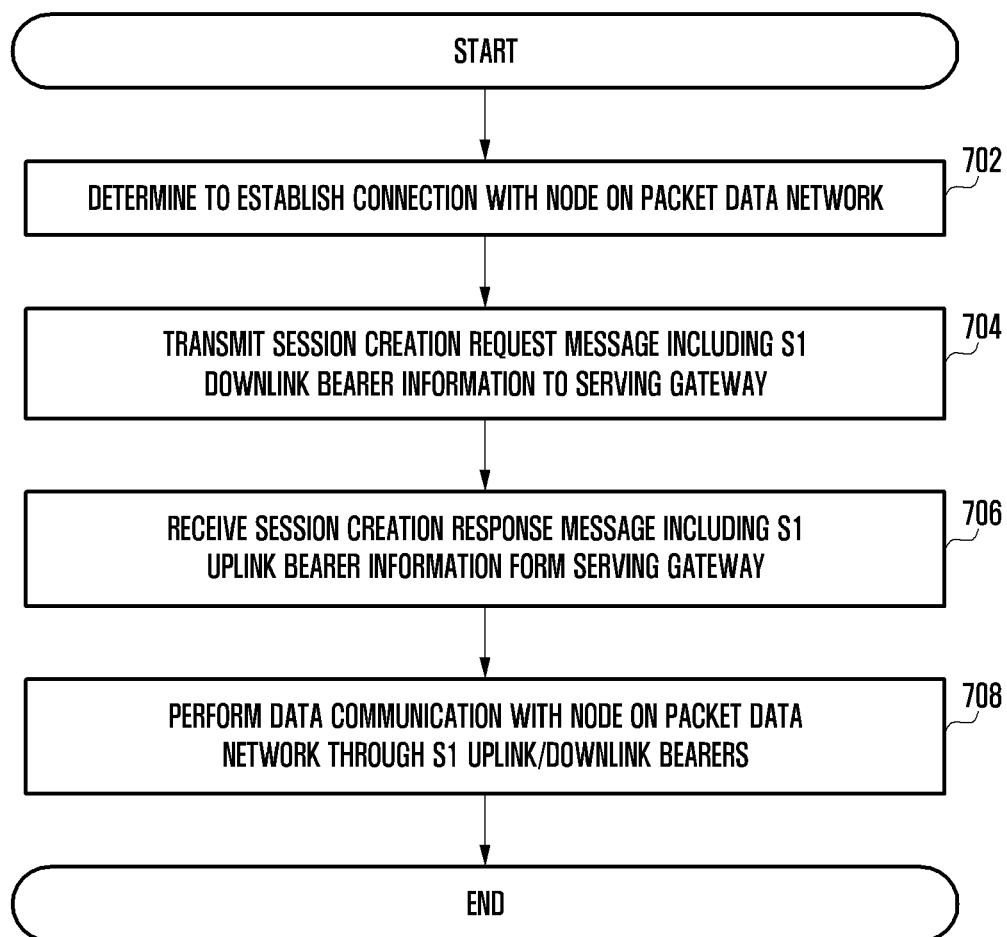 START
702
DETERMINE TO ESTABLISH CONNECTION WITH NODE ON PACKET DATA NETWORK
704
TRANSMIT SESSION CREATION REQUEST MESSAGE INCLUDING S1
DOWNLINK BEARER INFORMATION TO SERVING GATEWAY
706
RECEIVE SESSION CREATION RESPONSE MESSAGE INCLUDING S1
UPLINK BEARER INFORMATION FORM SERVING GATEWAY
708
PERFORM DATA COMMUNICATION WITH NODE ON PACKET DATA
NETWORK THROUGH S1 UPLINK/DOWNLINK BEARERS
END